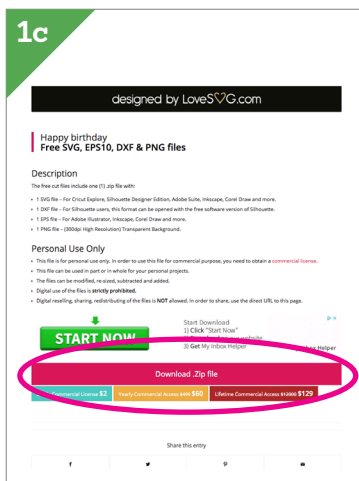 1c
designed by LoveSVG.com
Happy birthday
Free SVG, EPS10, DXF & PNG files
Description
The free cut files include one (1) .zip file with:
• 1 SVG file – For Cricut Explore, Silhouette Designer Edition, Adobe Suite, Inkscape, Corel Draw and more.
• 1 DXF file – For Silhouette users, this format can be opened with the free software version of Silhouette.
• 1 EPS file – For Adobe Illustrator, Inkscape, Corel Draw and more.
• 1 PNG file – (300dpi High Resolution) Transparent Background.
Personal Use Only
• This file is for personal use only. In order to use this file for commercial purpose, you need to obtain a commercial license.
• This file can be used in part or in whole for your personal projects.
• The files can be modified, re-sized, subtracted and added.
• Digital use of the files is strictly prohibited.
• Digital reselling, sharing, redistributing of the files is NOT allowed. In order to share, use the direct URL to this page.
START NOW
Start Download
1) Click "Start Now"
website
3) Get My Inbox Helper
Inbox Helper
Download .Zip file
Commercial License $2
Yearly Commercial Access $60
Lifetime Commercial Access $129
Share this entry